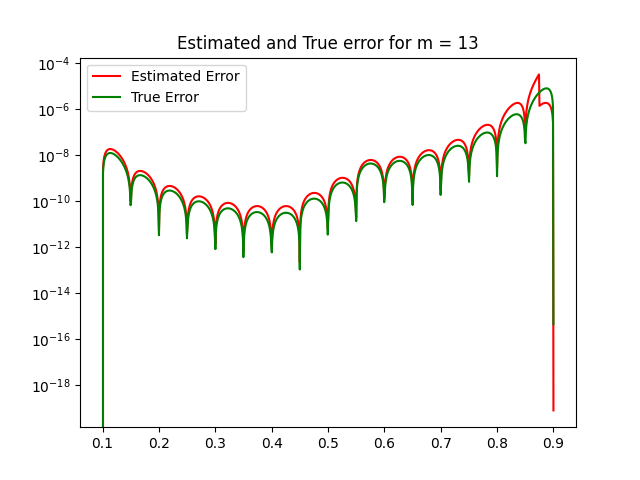 Estimated and True error for m = 13
Estimated Error
True Error
10⁻⁴
10⁻⁶
10⁻⁸
10⁻¹⁰
10⁻¹²
10⁻¹⁴
10⁻¹⁶
10⁻¹⁸
0.1 0.2 0.3 0.4 0.5 0.6 0.7 0.8 0.9